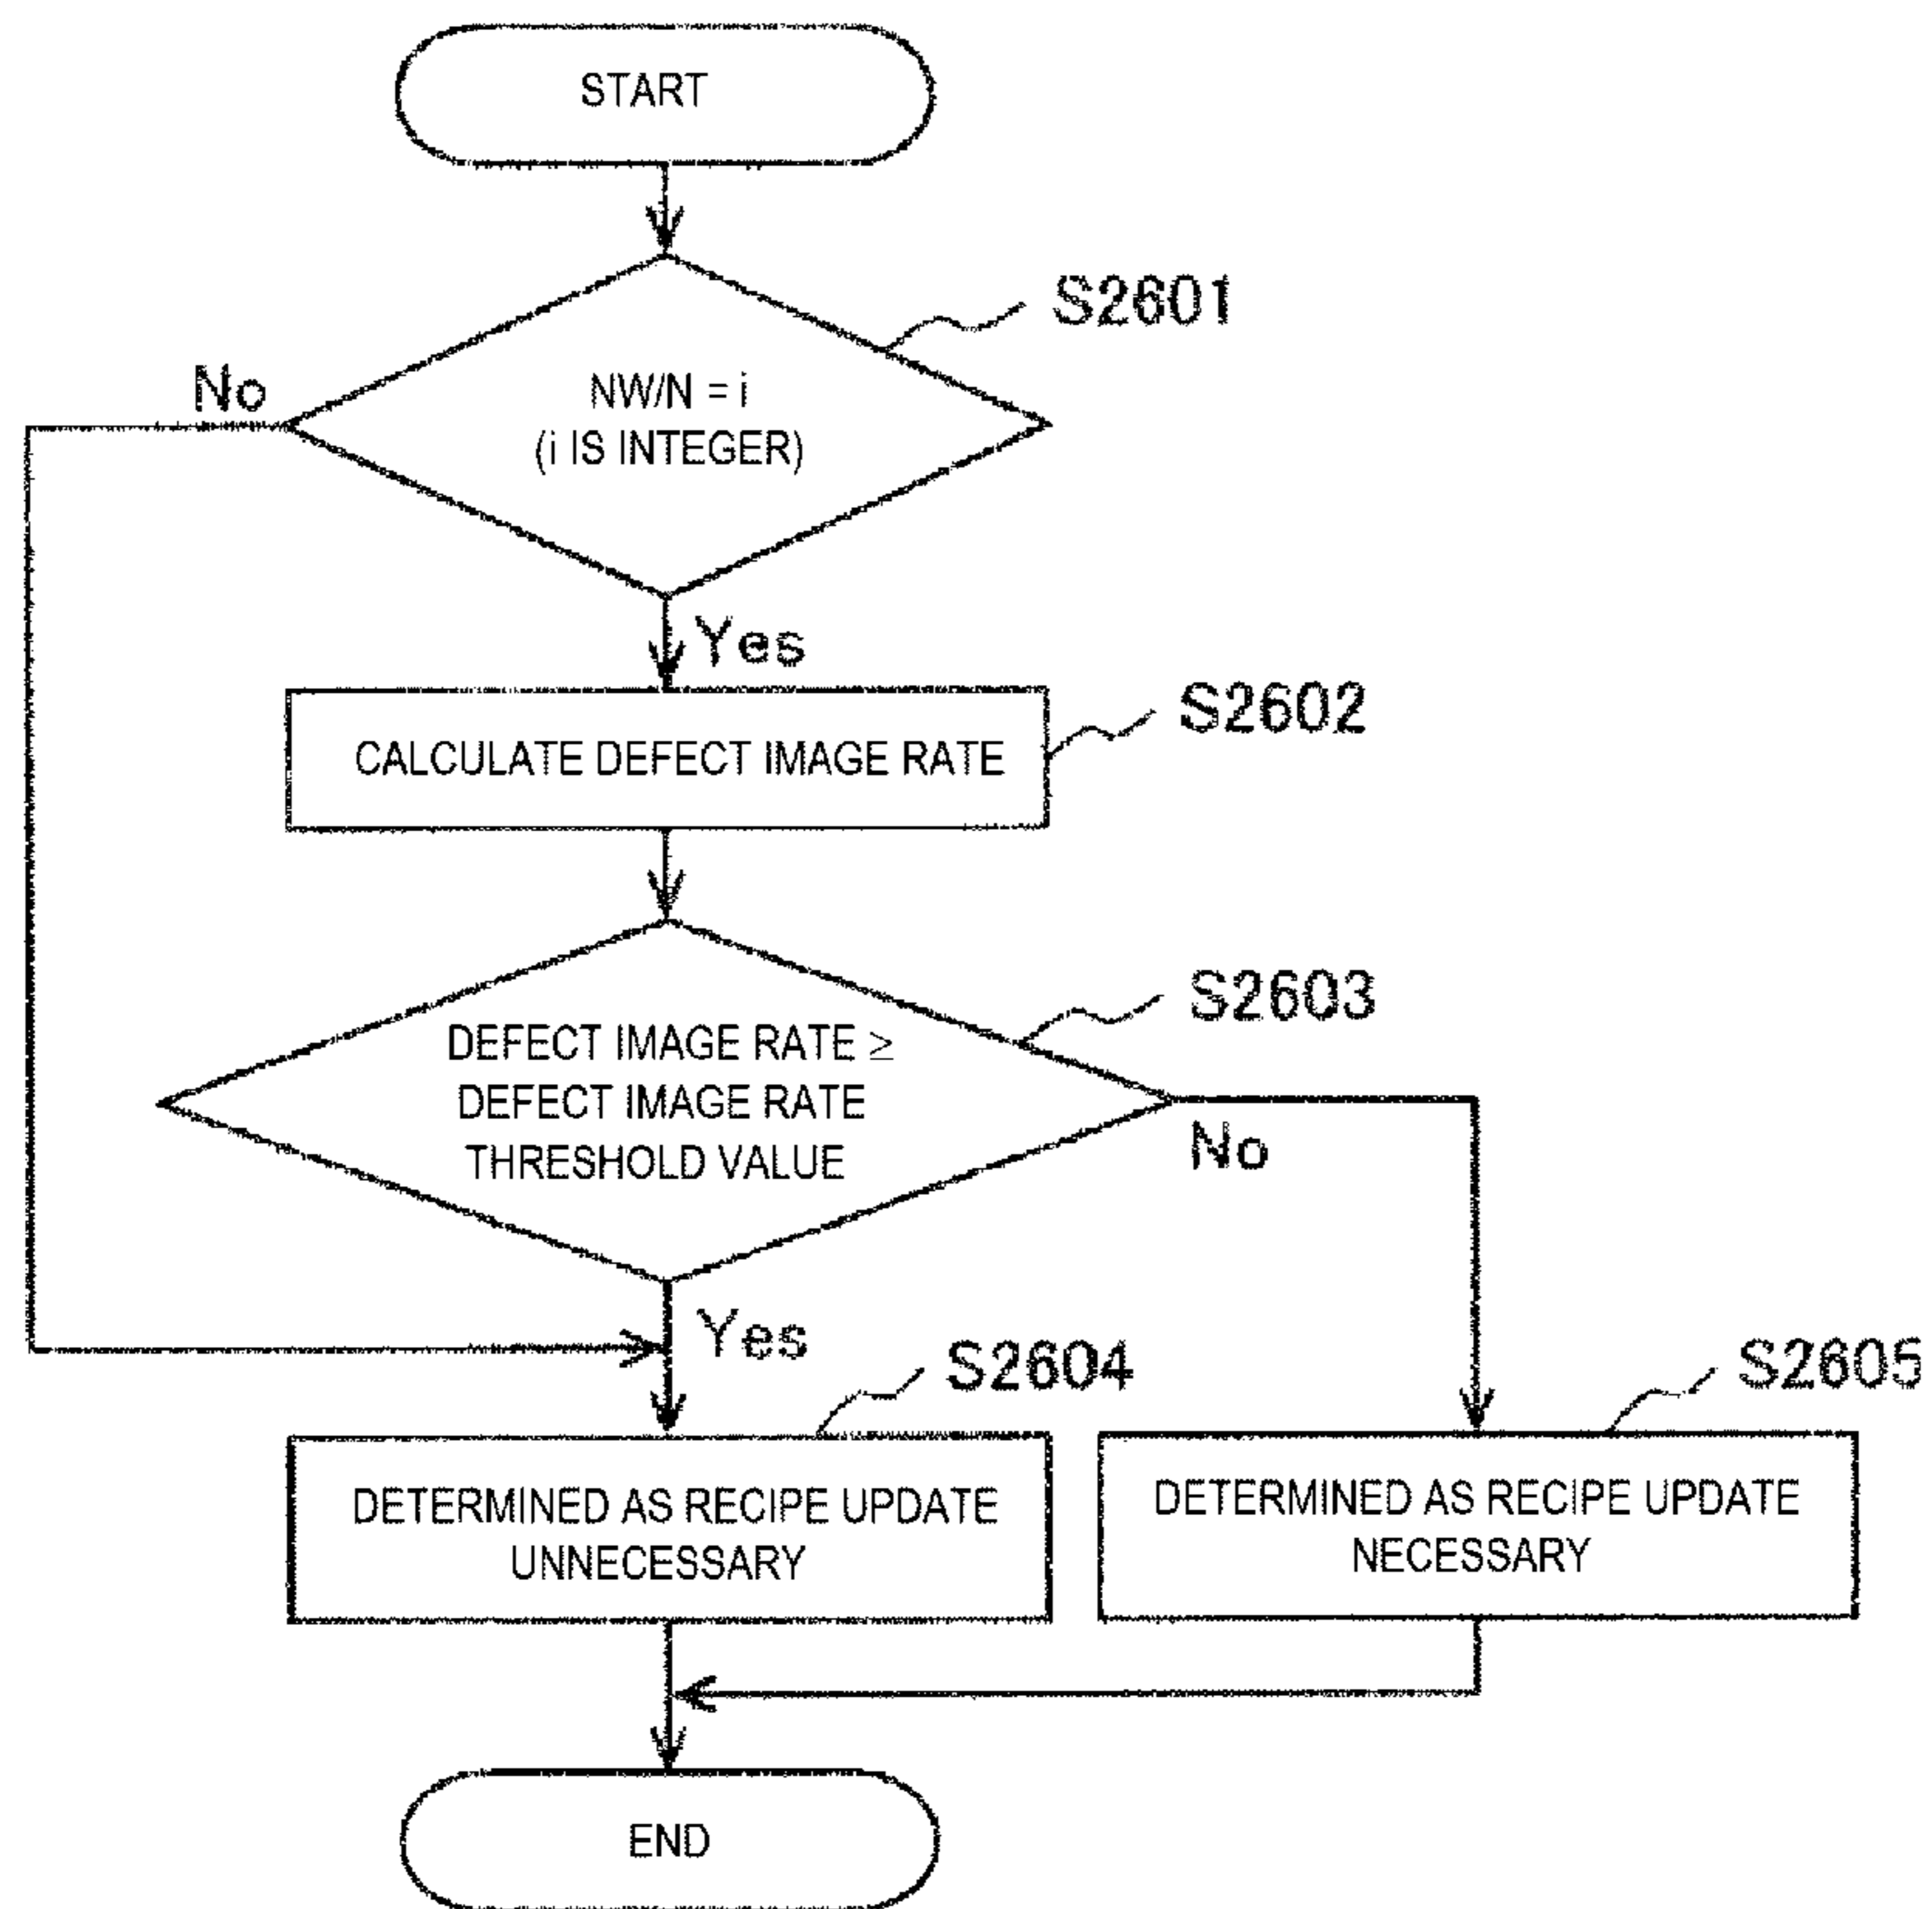 START
S2601
No
NW/N = i
(i IS INTEGER)
Yes
S2602
CALCULATE DEFECT IMAGE RATE
S2603
DEFECT IMAGE RATE ≥
DEFECT IMAGE RATE
THRESHOLD VALUE
No
Yes
S2604
S2605
DETERMINED AS RECIPE UPDATE
UNNECESSARY
DETERMINED AS RECIPE UPDATE
NECESSARY
END